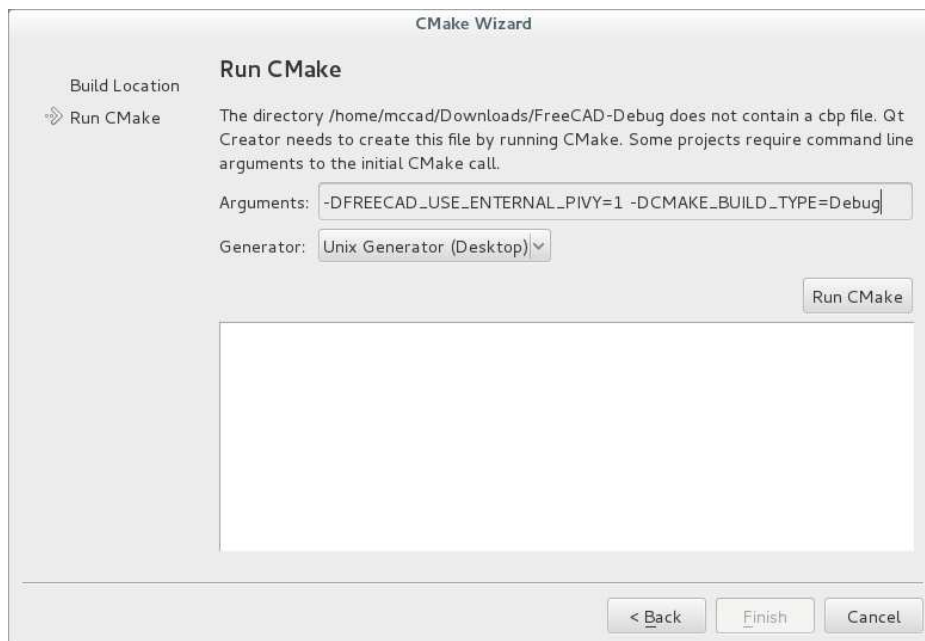 CMake Wizard
Build Location
Run CMake
Run CMake
The directory /home/mccad/Downloads/FreeCAD-Debug does not contain a cbp file. Qt
Creator needs to create this file by running CMake. Some projects require command line
arguments to the initial CMake call.
Arguments: -DFREECAD_USE_ENTERNAL_PIVY=1 -DCMAKE_BUILD_TYPE=Debug
Generator: Unix Generator (Desktop)
Run CMake
< Back Finish Cancel